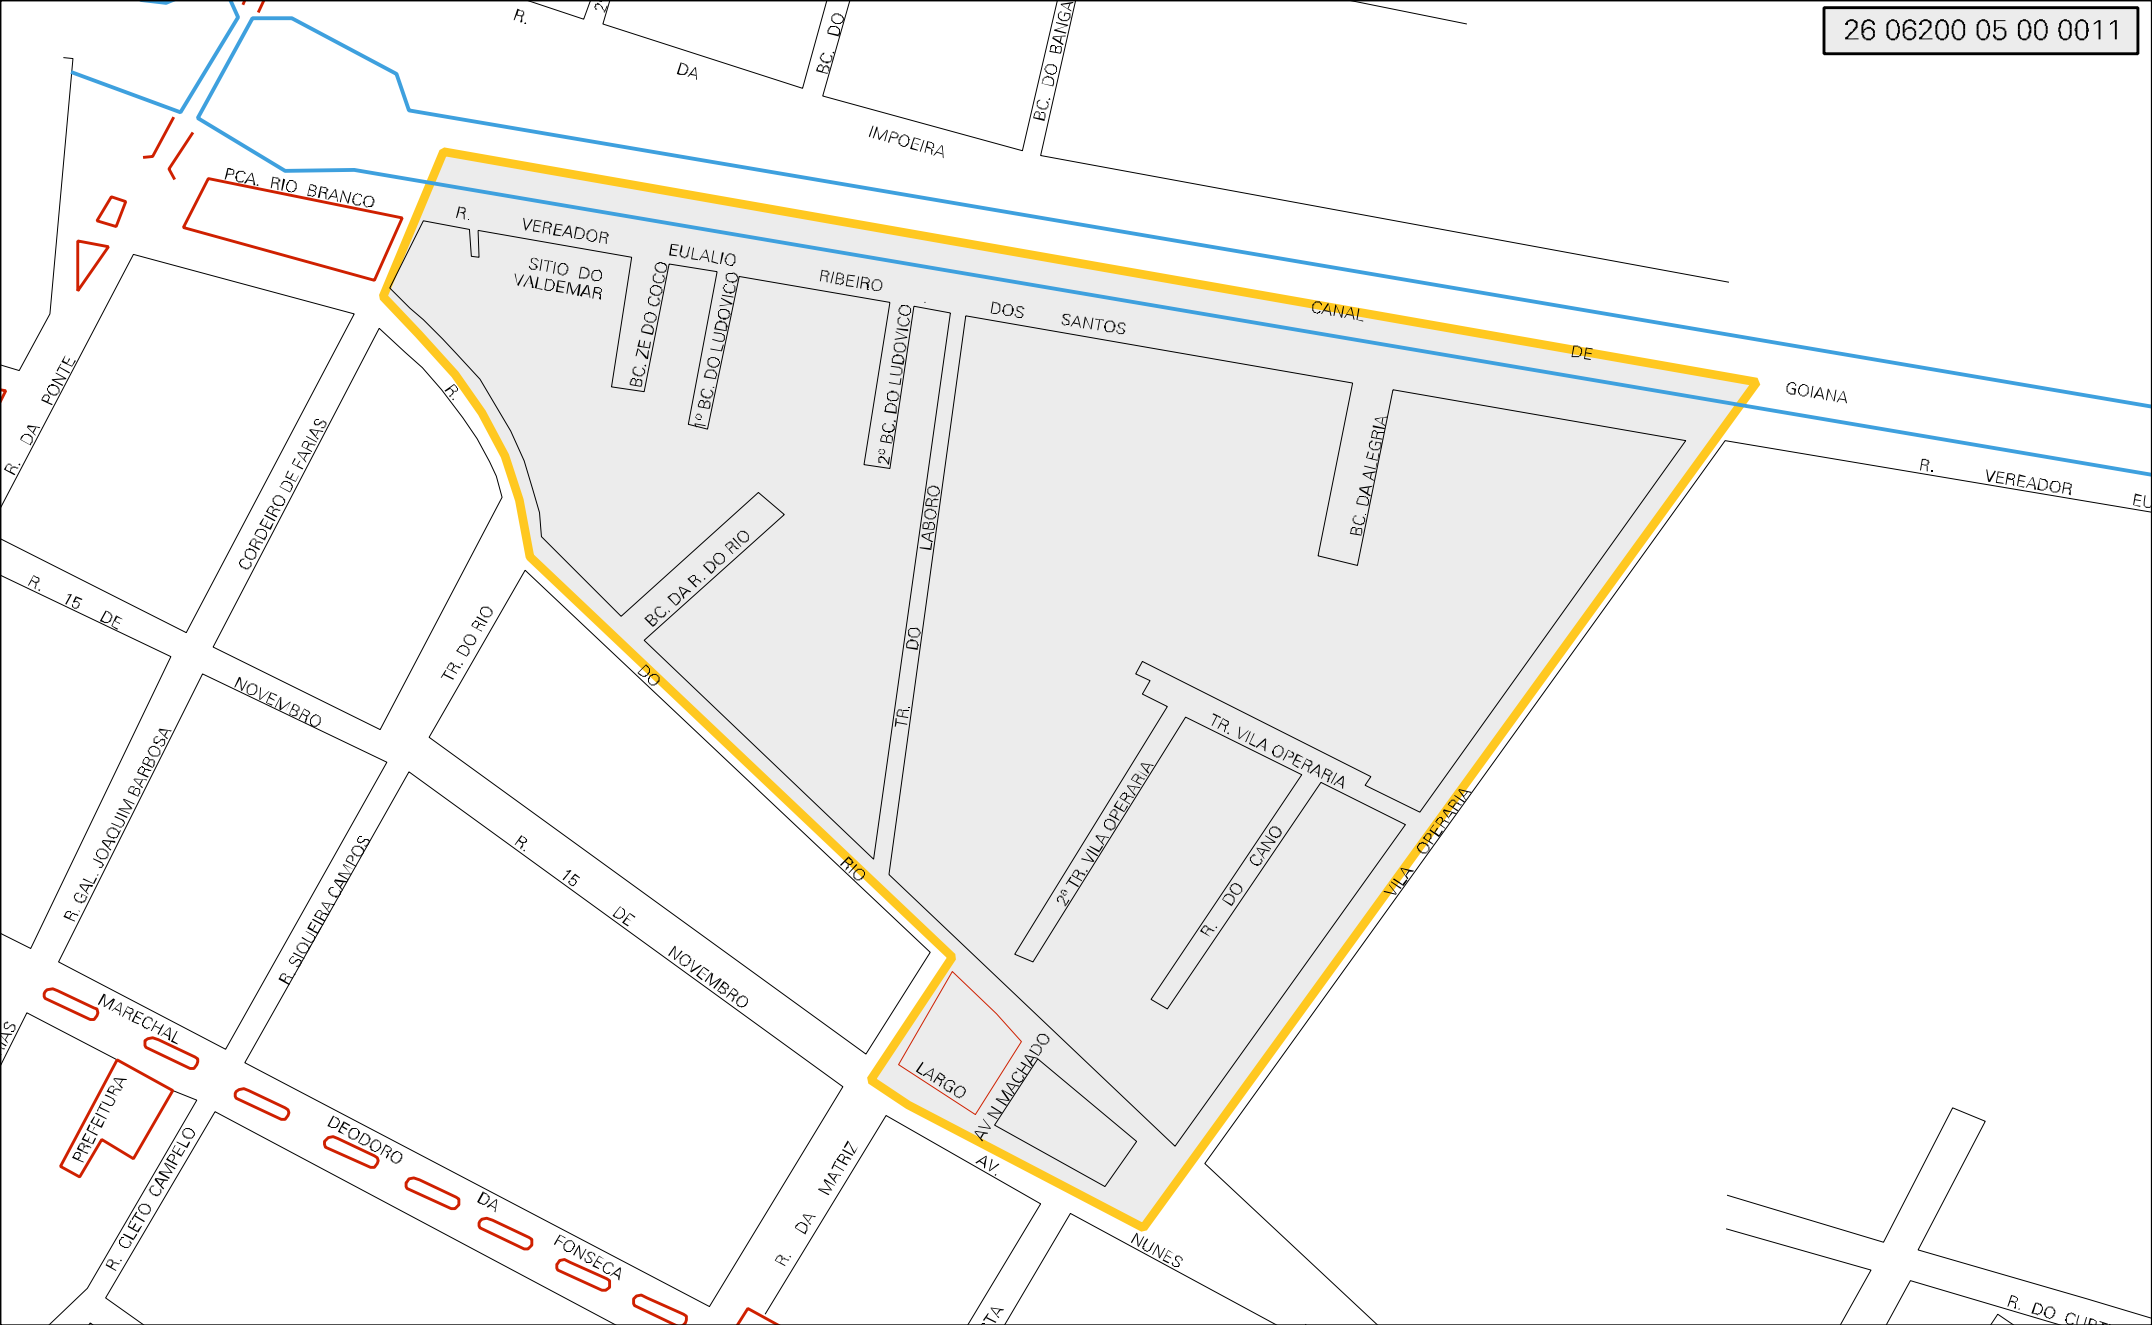 26 06200 05 00 0011
R.
DA
IMPOEIRA
BC. DO
BC. DO BANGA
PCA. RIO BRANCO
R. VEREADOR EULALIO RIBEIRO DOS SANTOS
SITIO DO
VALDEMAR
BC. ZE DO COCO
1º BC. DO LUDOVICO
2º BC. DO LUDOVICO
CANAL DE GOIANA
R. VEREADOR EU
BC. DA ALEGRIA
R. DA PONTE
CORDEIRO DE FARIAS
R. DO RIO
BC. DA R. DO RIO
TR. DO LABORO
TR. DO RIO
R. 15 DE NOVEMBRO
R. GAL. JOAQUIM BARBOSA
R. SIQUEIRA CAMPOS
R. 15 DE NOVEMBRO
TR. VILA OPERARIA
2ª TR. VILA OPERARIA
R. DO CANO
VILA OPERARIA
MARECHAL DEODORO DA FONSECA
PREFEITURA
R. CLETO CAMPELO
R. DA MATRIZ
LARGO
AV N MACHADO
AV. NUNES
TA
R. DO CURT